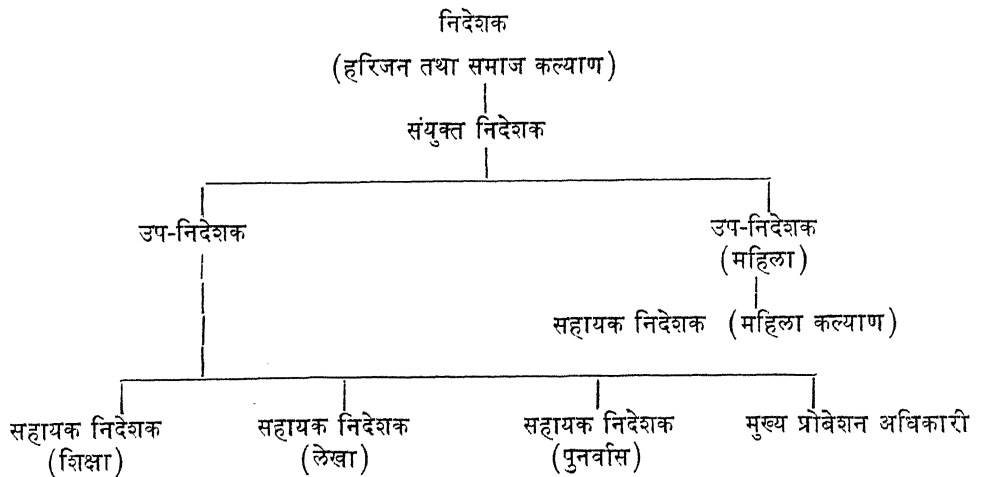 निदेशक
(हरिजन तथा समाज कल्याण)
संयुक्त निदेशक
उप-निदेशक
उप-निदेशक
(महिला)
सहायक निदेशक (महिला कल्याण)
सहायक निदेशक
(शिक्षा)
सहायक निदेशक
(लेखा)
सहायक निदेशक
(पुनर्वास)
मुख्य प्रोबेशन अधिकारी